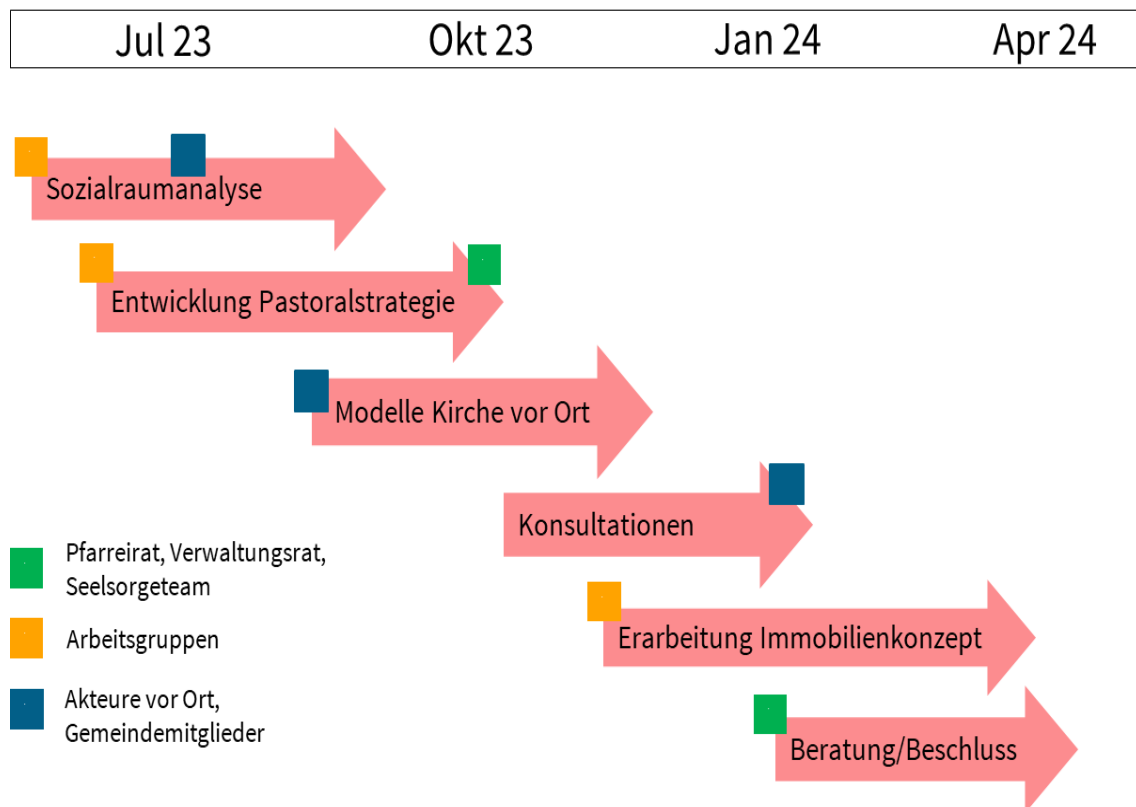 Jul 23 Okt 23 Jan 24 Apr 24
Sozialraumanalyse
Entwicklung Pastoralstrategie
Modelle Kirche vor Ort
Konsultationen
Erarbeitung Immobilienkonzept
Beratung/Beschluss
Pfarreirat, Verwaltungsrat,
Seelsorgeteam
Arbeitsgruppen
Akteure vor Ort,
Gemeindemitglieder